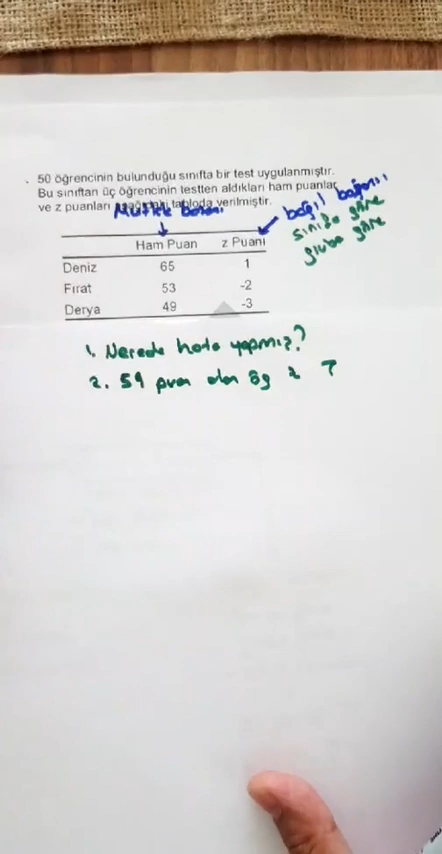 50 öğrencinin bulunduğu sınıfta bir test uygulanmıştır.
Bu sınıftan üç öğrencinin testten aldıkları ham puanlar
ve z puanları aşağıdaki tabloda verilmiştir.
Mutlak başarı
bağıl başarı
sınıfa göre
gruba göre
Ham Puan z Puanı
Deniz 65 1
Fırat 53 -2
Derya 49 -3
1. Nerede hata yapmış?
2. 59 puan alan öğ z ?